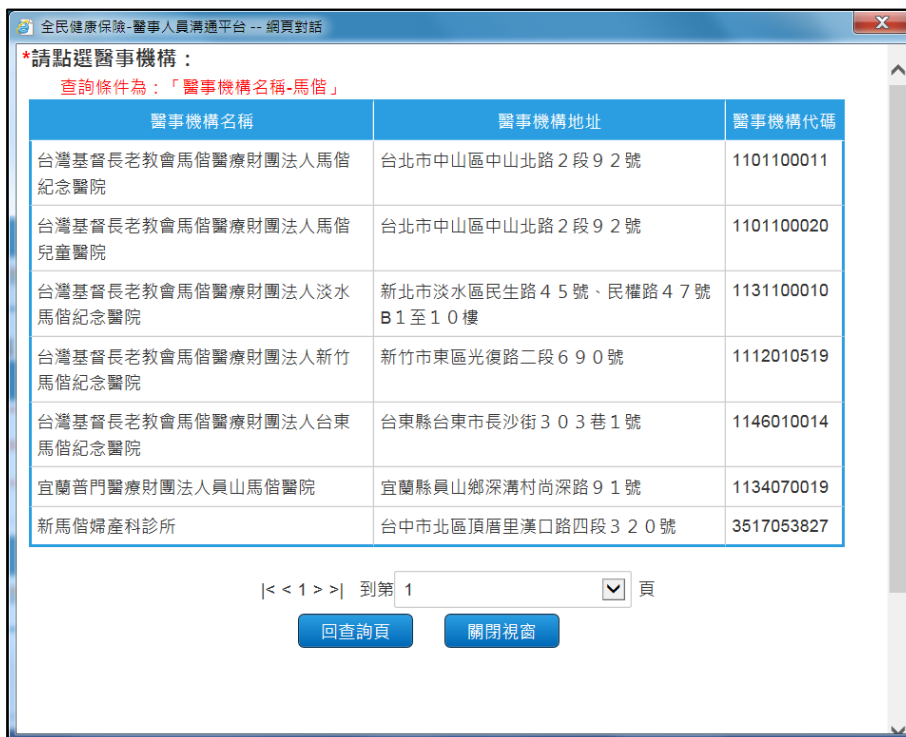 全民健康保險-醫事人員溝通平台 -- 網頁對話
X
*請點選醫事機構：
查詢條件為：「醫事機構名稱-馬偕」
醫事機構名稱 醫事機構地址 醫事機構代碼
台灣基督長老教會馬偕醫療財團法人馬偕 台北市中山區中山北路２段９２號 1101100011
紀念醫院
台灣基督長老教會馬偕醫療財團法人馬偕 台北市中山區中山北路２段９２號 1101100020
兒童醫院
台灣基督長老教會馬偕醫療財團法人淡水 新北市淡水區民生路４５號、民權路４７號 1131100010
馬偕紀念醫院 B１至１０樓
台灣基督長老教會馬偕醫療財團法人新竹 新竹市東區光復路二段６９０號 1112010519
馬偕紀念醫院
台灣基督長老教會馬偕醫療財團法人台東 台東縣台東市長沙街３０３巷１號 1146010014
馬偕紀念醫院
宜蘭普門醫療財團法人員山馬偕醫院 宜蘭縣員山鄉深溝村尚深路９１號 1134070019
新馬偕婦產科診所 台中市北區頂厝里漢口路四段３２０號 3517053827
|< < 1 > >| 到第 1 頁
回查詢頁 關閉視窗